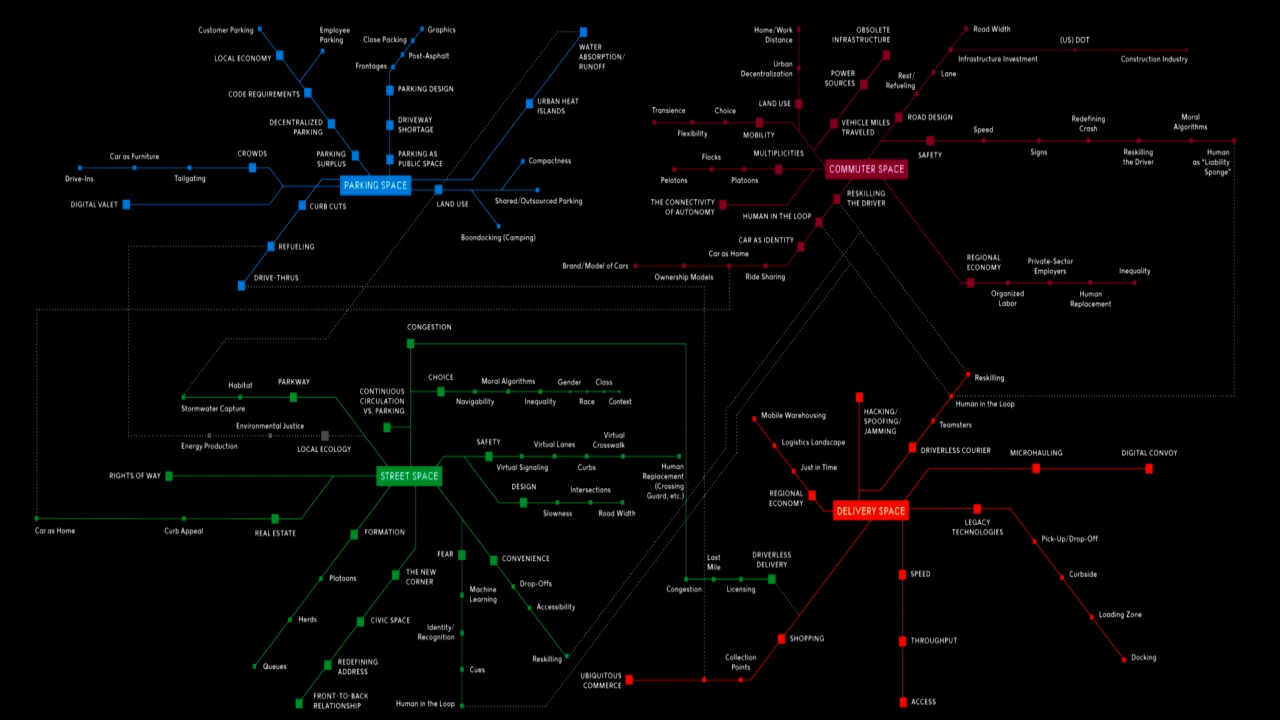 Customer Parking
Employee
Parking
LOCAL ECONOMY
CODE REQUIREMENTS
DECENTRALIZED
PARKING
PARKING
SURPLUS
Graphics
Close Packing
Post-Asphalt
Frontages
PARKING DESIGN
DRIVEWAY
SHORTAGE
PARKING AS
PUBLIC SPACE
WATER
ABSORPTION/
RUNOFF
URBAN HEAT
ISLANDS
Car as Furniture
CROWDS
Drive-Ins
Tailgating
DIGITAL VALET
PARKING SPACE
CURB CUTS
REFUELING
DRIVE-THRUS
LAND USE
Compactness
Shared/Outsourced Parking
Boondocking (Camping)
Home/Work
Distance
Urban
Decentralization
LAND USE
OBSOLETE
INFRASTRUCTURE
POWER
SOURCES
VEHICLE MILES
TRAVELED
Road Width
(US) DOT
Infrastructure Investment
Construction Industry
Lane
Rest/
Refueling
ROAD DESIGN
Transience
Choice
Flexibility
MOBILITY
Flocks
MULTIPLICITIES
Pelotons
Platoons
THE CONNECTIVITY
OF AUTONOMY
COMMUTER SPACE
SAFETY
Speed
Signs
Redefining
Crash
Reskilling
the Driver
Moral
Algorithms
Human
as "Liability
Sponge"
RESKILLING
THE DRIVER
HUMAN IN THE LOOP
CAR AS IDENTITY
Car as Home
Brand/Model of Cars
Ownership Models
Ride Sharing
REGIONAL
ECONOMY
Private-Sector
Employers
Inequality
Organized
Labor
Human
Replacement
CONGESTION
CONTINUOUS
CIRCULATION
VS. PARKING
CHOICE
Moral Algorithms
Gender
Class
Navigability
Inequality
Race
Context
Habitat
PARKWAY
Stormwater Capture
Environmental Justice
Energy Production
LOCAL ECOLOGY
RIGHTS OF WAY
STREET SPACE
SAFETY
Virtual Lanes
Virtual
Crosswalk
Virtual Signaling
Curbs
Human
Replacement
(Crossing
Guard, etc.)
DESIGN
Intersections
Slowness
Road Width
Car as Home
Curb Appeal
REAL ESTATE
FORMATION
Platoons
Herds
Queues
THE NEW
CORNER
CIVIC SPACE
REDEFINING
ADDRESS
FRONT-TO-BACK
RELATIONSHIP
FEAR
Machine
Learning
Identity/
Recognition
Cues
Human in the Loop
CONVENIENCE
Drop-Offs
Accessibility
Reskilling
Congestion
Last
Mile
Licensing
DRIVERLESS
DELIVERY
Reskilling
Human in the Loop
Teamsters
DRIVERLESS COURIER
HACKING/
SPOOFING/
JAMMING
Mobile Warehousing
Logistics Landscape
Just in Time
REGIONAL
ECONOMY
DELIVERY SPACE
MICROHAULING
DIGITAL CONVOY
LEGACY
TECHNOLOGIES
Pick-Up/Drop-Off
Curbside
Loading Zone
Docking
SPEED
THROUGHPUT
ACCESS
SHOPPING
Collection
Points
UBIQUITOUS
COMMERCE